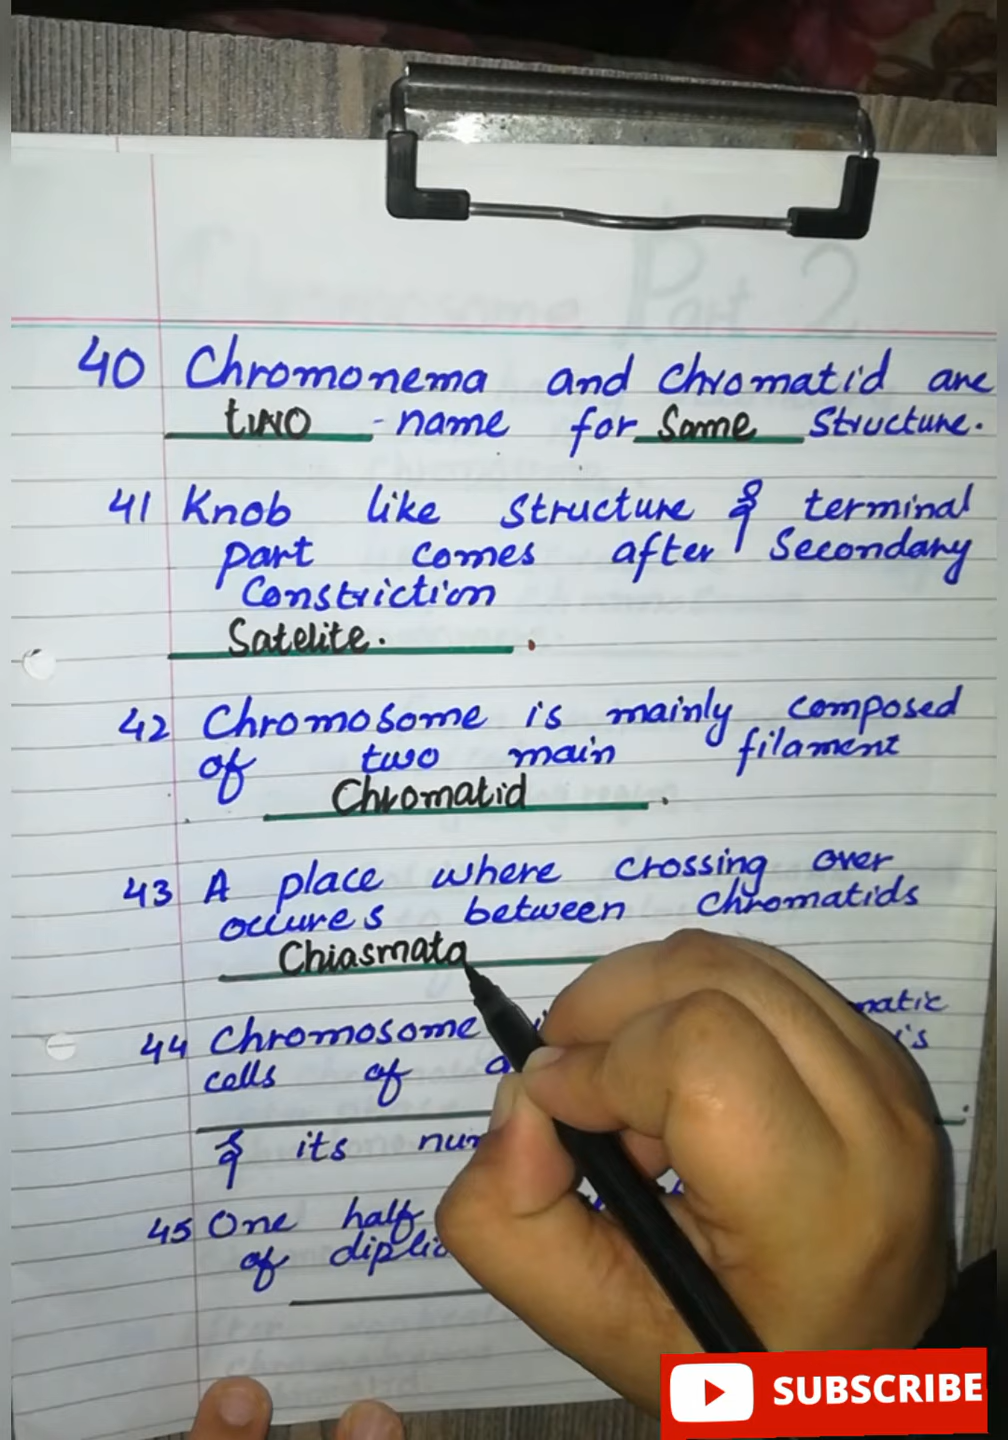 40 Chromonema and chromatid are
two - name for Same Structure.
41 Knob like Structure & terminal
part comes after Secondary
Constriction
Satelite.
42 Chromosome is mainly composed
of two main filament
Chromatid.
43 A place where crossing over
occures between chromatids
Chiasmata
44 Chromosome matic
cells of is
& its
45 One half
of
SUBSCRIBE